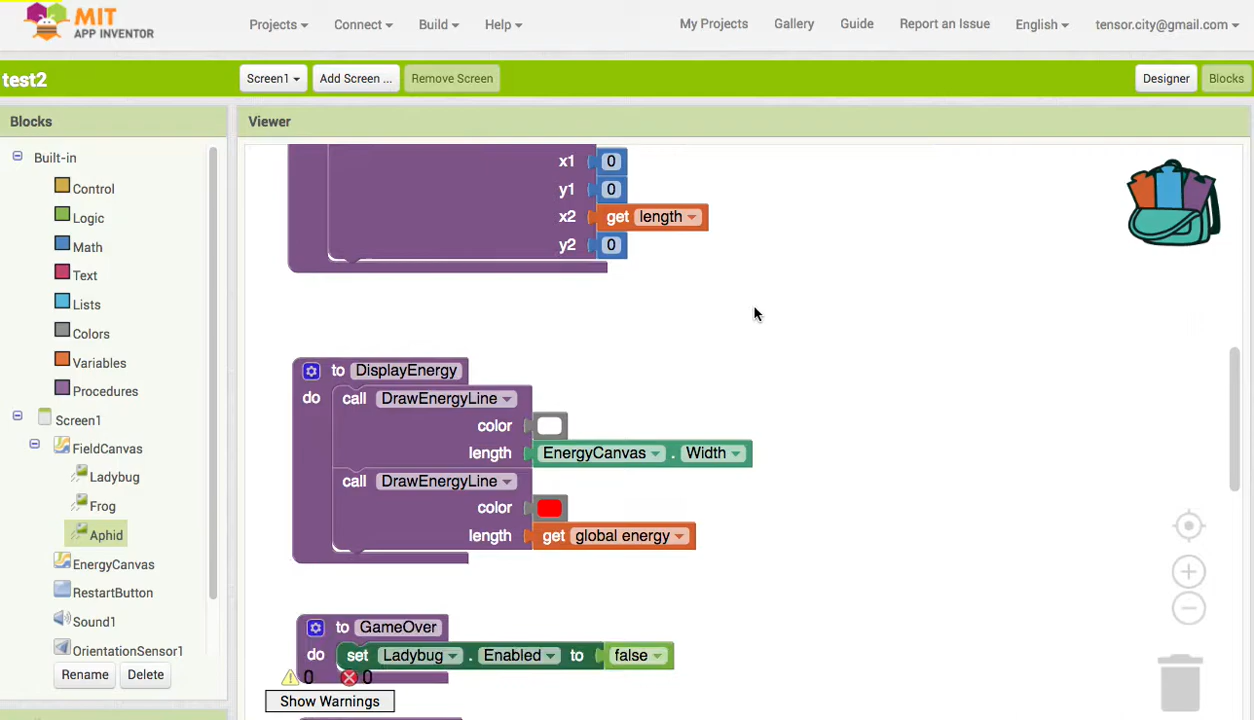 MIT
APP INVENTOR
Projects Connect Build Help My Projects Gallery Guide Report an Issue English tensor.city@gmail.com
test2 Screen1 Add Screen ... Remove Screen Designer Blocks
Blocks Viewer
Built-in
Control
Logic
Math
Text
Lists
Colors
Variables
Procedures
Screen1
FieldCanvas
Ladybug
Frog
Aphid
EnergyCanvas
RestartButton
Sound1
OrientationSensor1
Rename Delete
x1 0
y1 0
x2 get length
y2 0
to DisplayEnergy
do call DrawEnergyLine
color
length EnergyCanvas . Width
call DrawEnergyLine
color
length get global energy
to GameOver
do set Ladybug . Enabled to false
0 0
Show Warnings